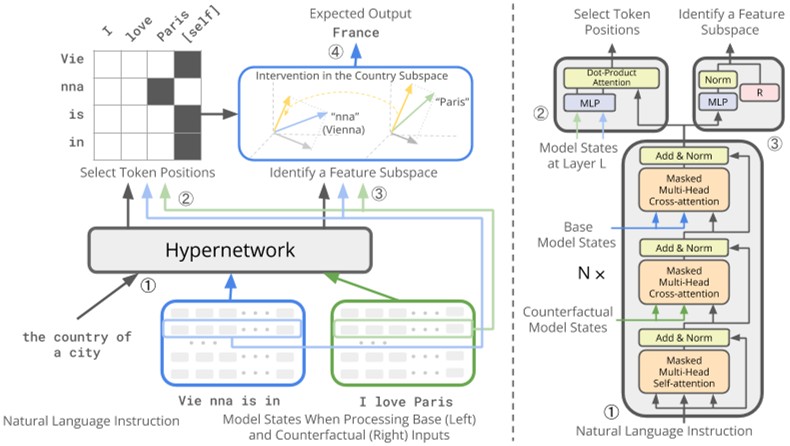 I
love
Paris
[self]
Vie
nna
is
in
Select Token Positions
②
Expected Output
France
④
Intervention in the Country Subspace
"nna"
(Vienna)
"Paris"
Identify a Feature Subspace
③
Hypernetwork
①
the country of
a city
Vie nna is in
I love Paris
Natural Language Instruction
Model States When Processing Base (Left)
and Counterfactual (Right) Inputs
Select Token
Positions
Identify a Feature
Subspace
Dot-Product
Attention
MLP
②
Model States
at Layer L
Norm
MLP
R
③
Add & Norm
Masked
Multi-Head
Cross-attention
Base
Model States
N ×
Add & Norm
Masked
Multi-Head
Cross-attention
Counterfactual
Model States
Add & Norm
Masked
Multi-Head
Self-attention
①
Natural Language Instruction